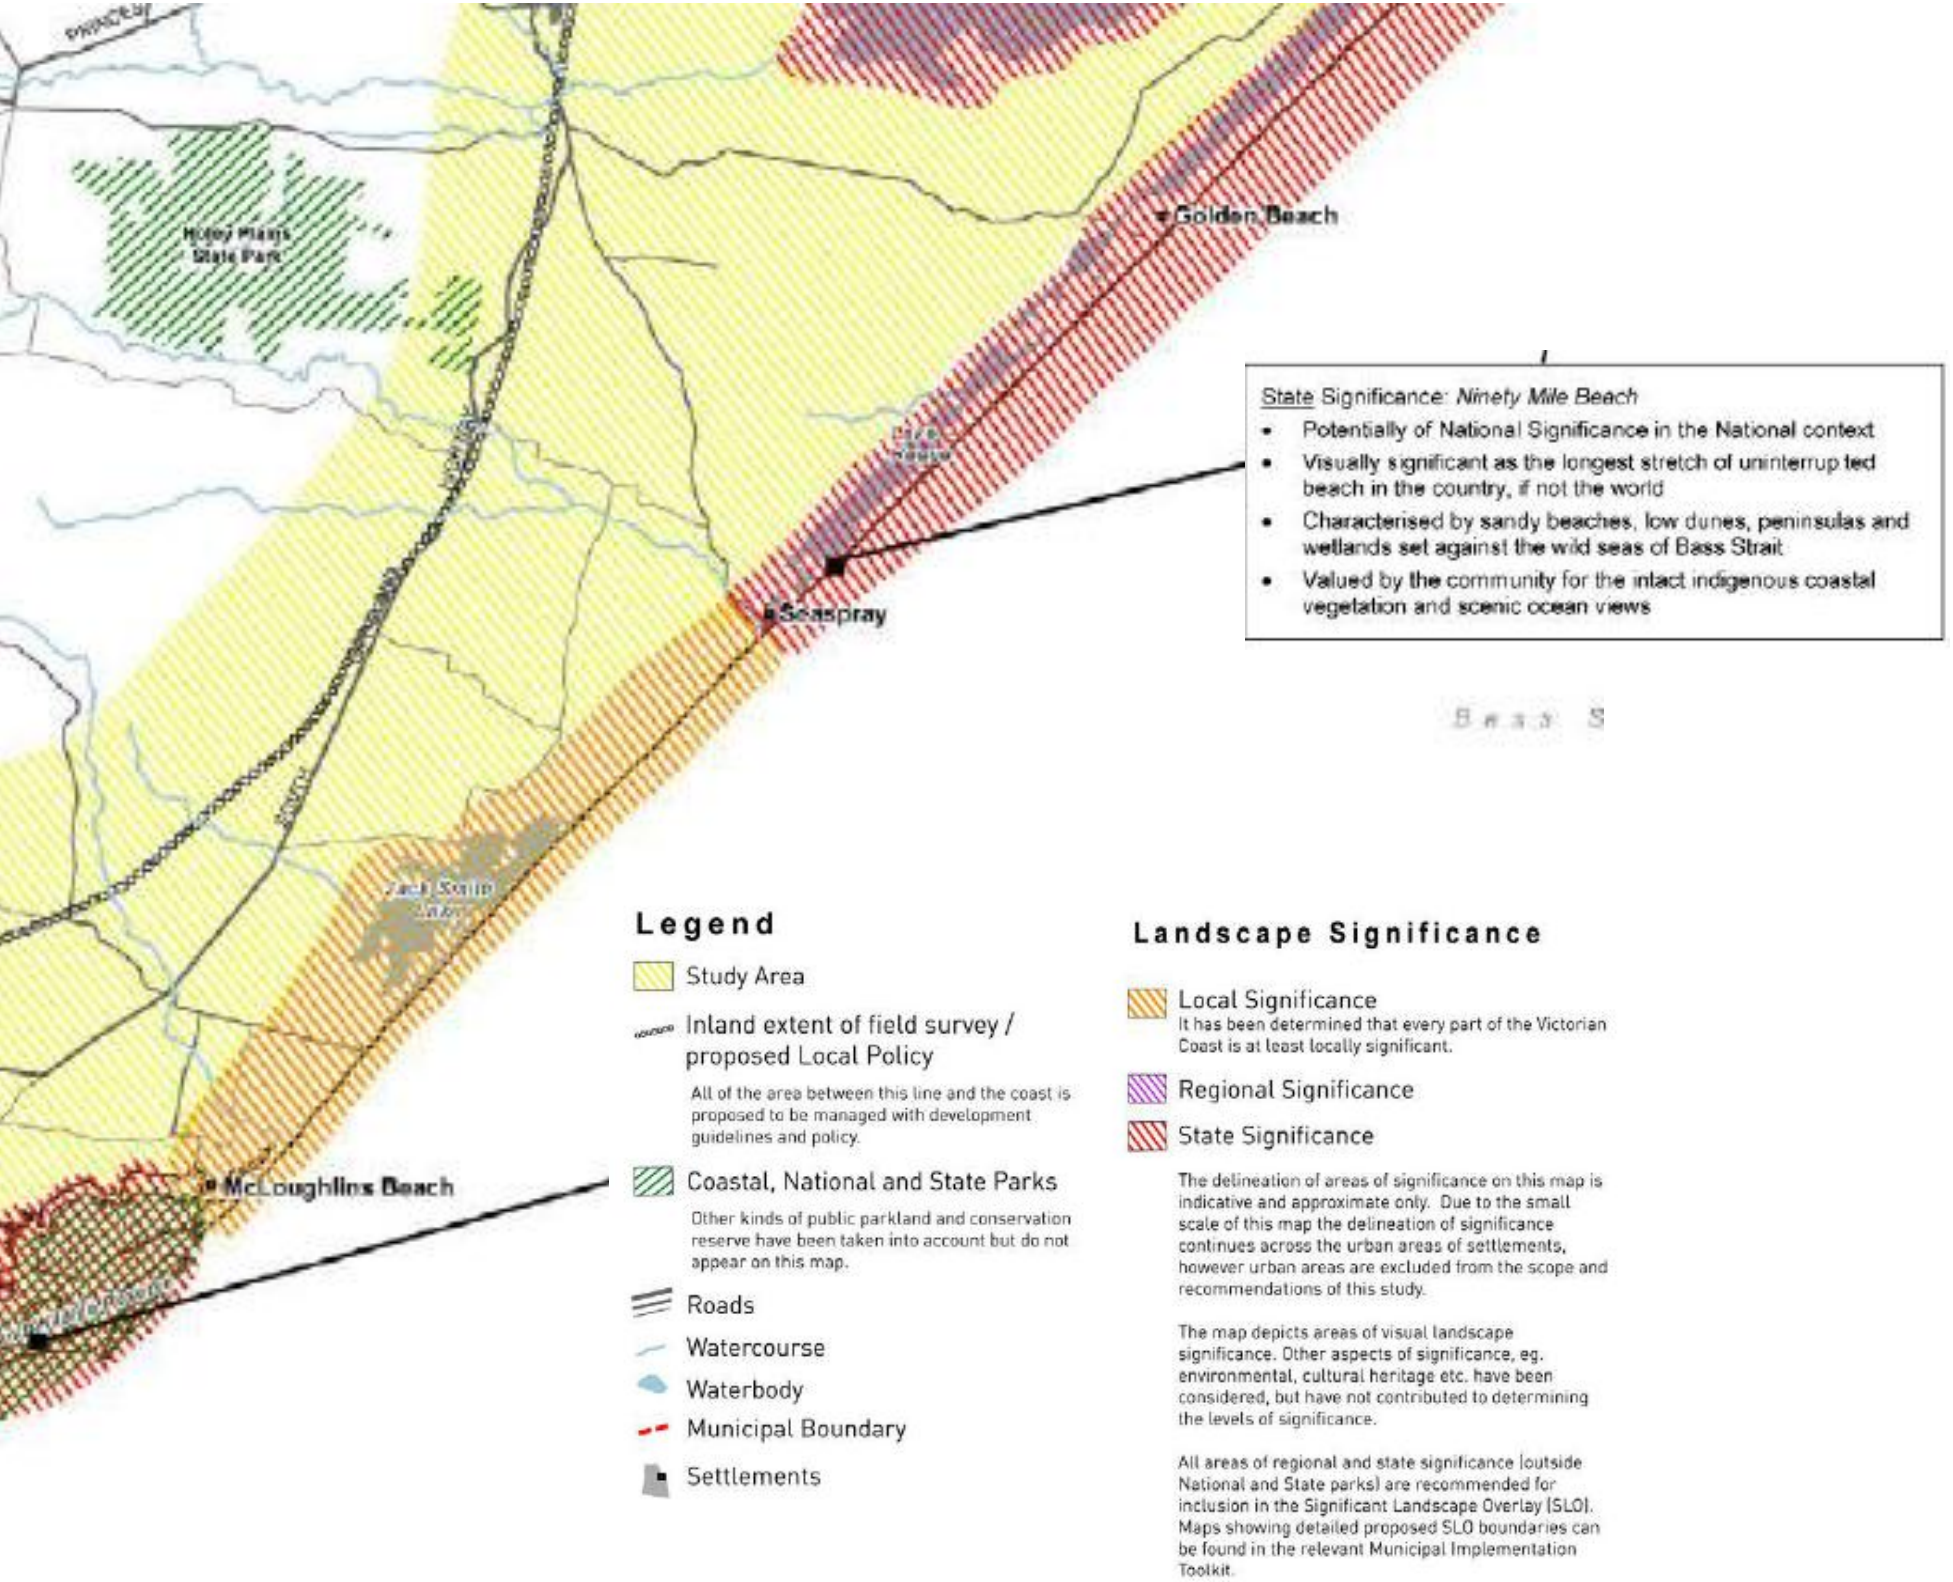 State Park
Golden Beach
State Significance: Ninety Mile Beach
• Potentially of National Significance in the National context
• Visually significant as the longest stretch of uninterrup ted
beach in the country, if not the world
• Characterised by sandy beaches, low dunes, peninsulas and
wetlands set against the wild seas of Bass Strait
• Valued by the community for the intact indigenous coastal
vegetation and scenic ocean views
Seaspray
Bass S
Jack Smith
Lake
McLoughlins Beach
Legend
Study Area
Inland extent of field survey /
proposed Local Policy
All of the area between this line and the coast is
proposed to be managed with development
guidelines and policy.
Coastal, National and State Parks
Other kinds of public parkland and conservation
reserve have been taken into account but do not
appear on this map.
Roads
Watercourse
Waterbody
Municipal Boundary
Settlements
Landscape Significance
Local Significance
It has been determined that every part of the Victorian
Coast is at least locally significant.
Regional Significance
State Significance
The delineation of areas of significance on this map is
indicative and approximate only. Due to the small
scale of this map the delineation of significance
continues across the urban areas of settlements,
however urban areas are excluded from the scope and
recommendations of this study.
The map depicts areas of visual landscape
significance. Other aspects of significance, eg.
environmental, cultural heritage etc. have been
considered, but have not contributed to determining
the levels of significance.
All areas of regional and state significance (outside
National and State parks) are recommended for
inclusion in the Significant Landscape Overlay (SLO).
Maps showing detailed proposed SLO boundaries can
be found in the relevant Municipal Implementation
Toolkit.